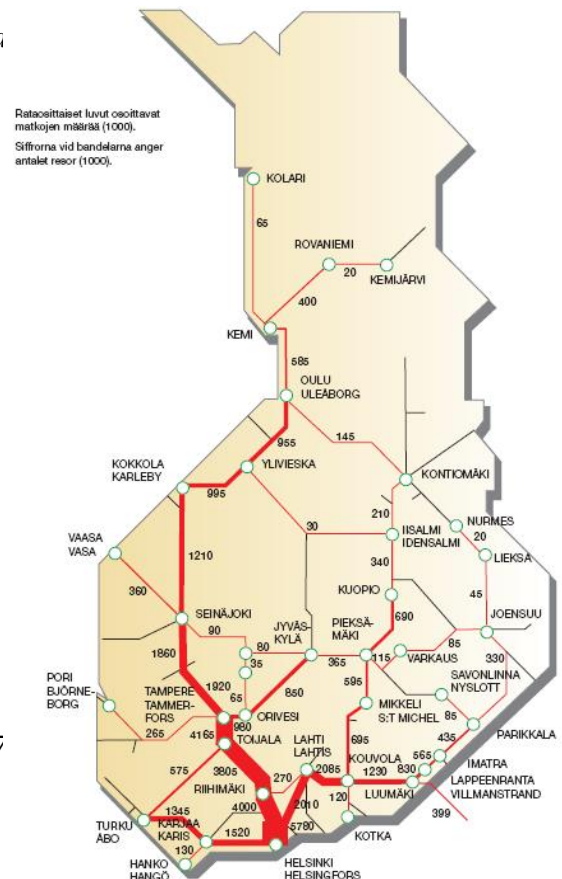 Rataosittaiset luvut osoittavat
matkojen määrää (1000).
Siffrorna vid bandelarna anger
antalet resor (1000).
KOLARI
65
ROVANIEMI
20
KEMIJÄRVI
400
KEMI
585
OULU
ULEÅBORG
955
145
KOKKOLA
KARLEBY
YLIVIESKA
995
KONTIOMÄKI
210
NURMES
20
VAASA
VASA
1210
30
IISALMI
IDENSALMI
LIEKSA
340
360
KUOPIO
45
SEINÄJOKI
90
JYVÄS-
KYLÄ
PIEKSÄ-
MÄKI
690
JOENSUU
1860
80
35
365
115
85
VARKAUS
330
PORI
BJÖRNE-
BORG
TAMPERE
TAMMER-
FORS
1920
65
850
595
SAVONLINNA
NYSLOTT
980
ORIVESI
MIKKELI
S:T MICHEL
85
265
4165
TOIJALA
LAHTI
LAHTIS
695
PARIKKALA
435
575
3805
270
2085
KOUVOLA
1230
565
830
IMATRA
RIIHIMÄKI
LUUMÄKI
LAPPEENRANTA
VILLMANSTRAND
1345
4000
2010
120
399
TURKU
ÅBO
KARJAA
KARIS
1520
5780
KOTKA
130
HANKO
HANGÖ
HELSINKI
HELSINGFORS